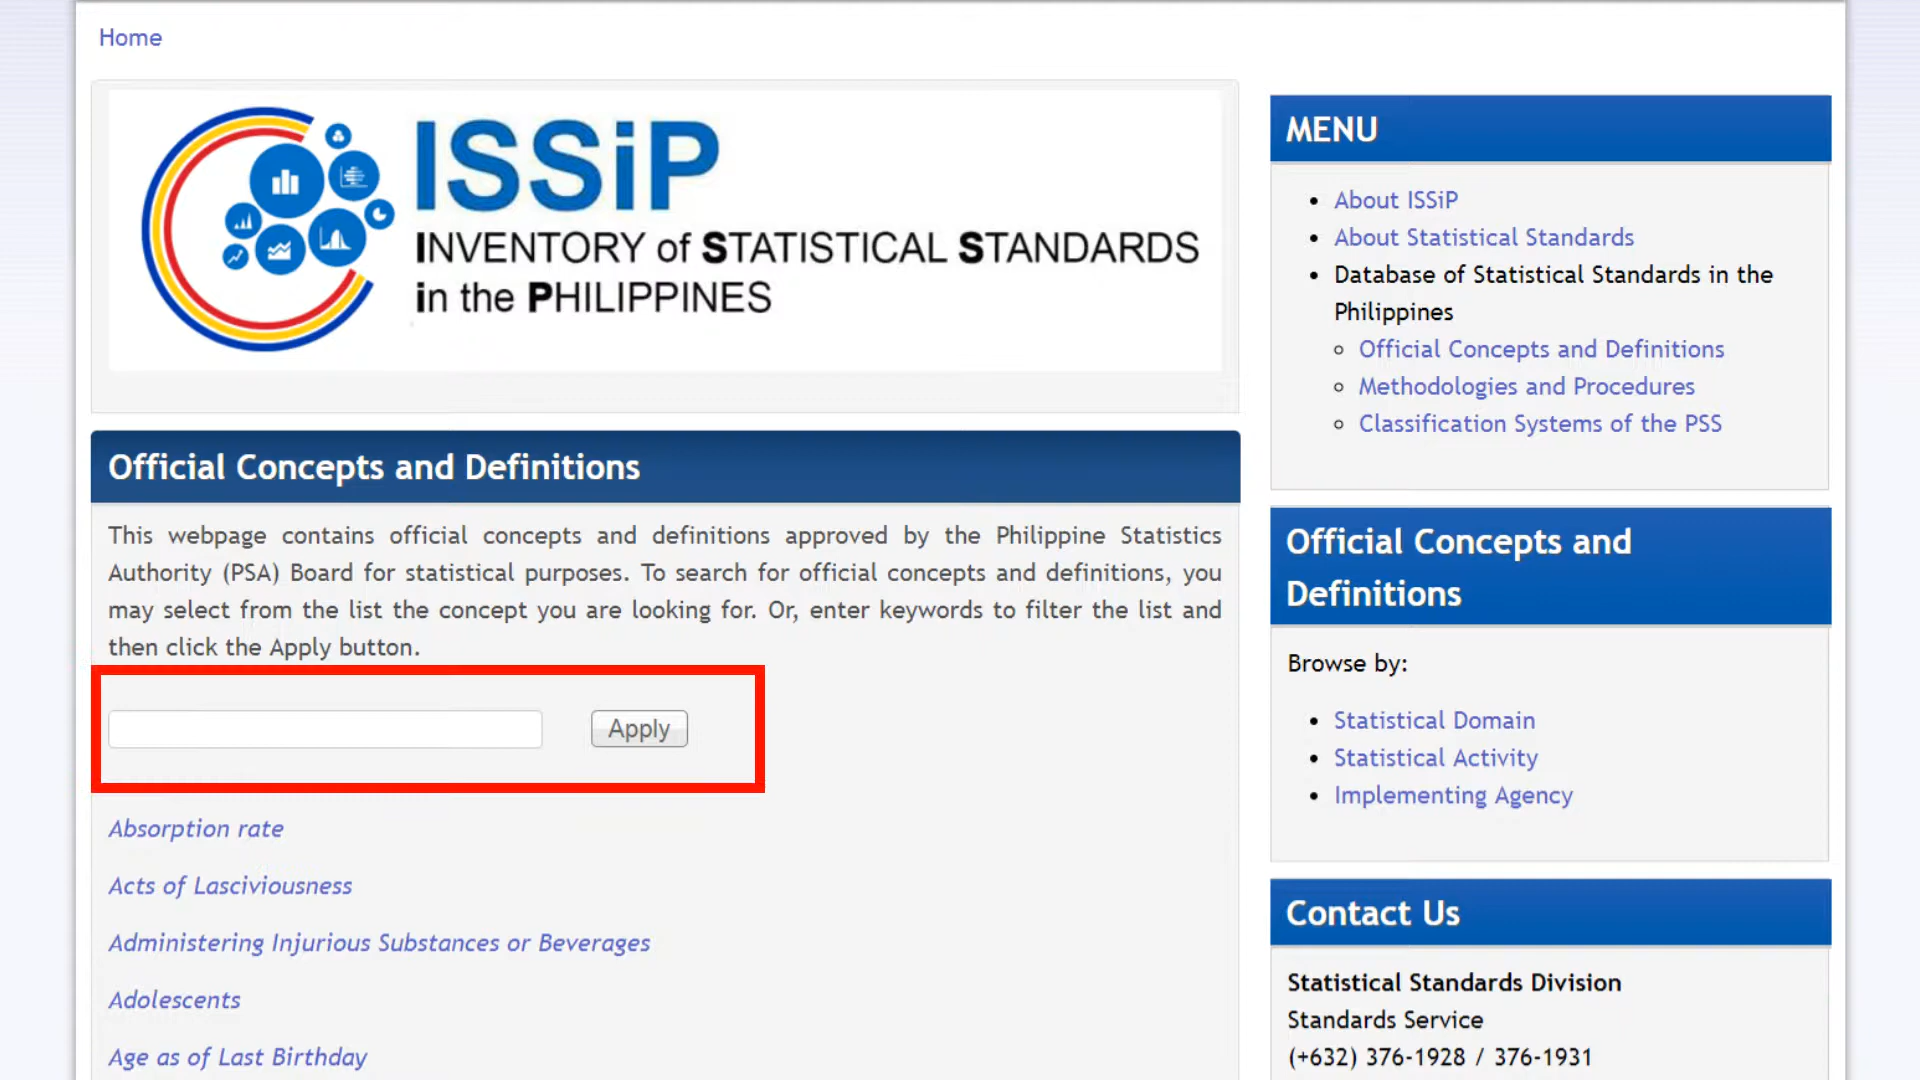 Home
ISSiP
INVENTORY of STATISTICAL STANDARDS
in the PHILIPPINES
Official Concepts and Definitions
This webpage contains official concepts and definitions approved by the Philippine Statistics
Authority (PSA) Board for statistical purposes. To search for official concepts and definitions, you
may select from the list the concept you are looking for. Or, enter keywords to filter the list and
then click the Apply button.
Apply
Absorption rate
Acts of Lasciviousness
Administering Injurious Substances or Beverages
Adolescents
Age as of Last Birthday
MENU
About ISSiP
About Statistical Standards
Database of Statistical Standards in the
Philippines
Official Concepts and Definitions
Methodologies and Procedures
Classification Systems of the PSS
Official Concepts and
Definitions
Browse by:
Statistical Domain
Statistical Activity
Implementing Agency
Contact Us
Statistical Standards Division
Standards Service
(+632) 376-1928 / 376-1931